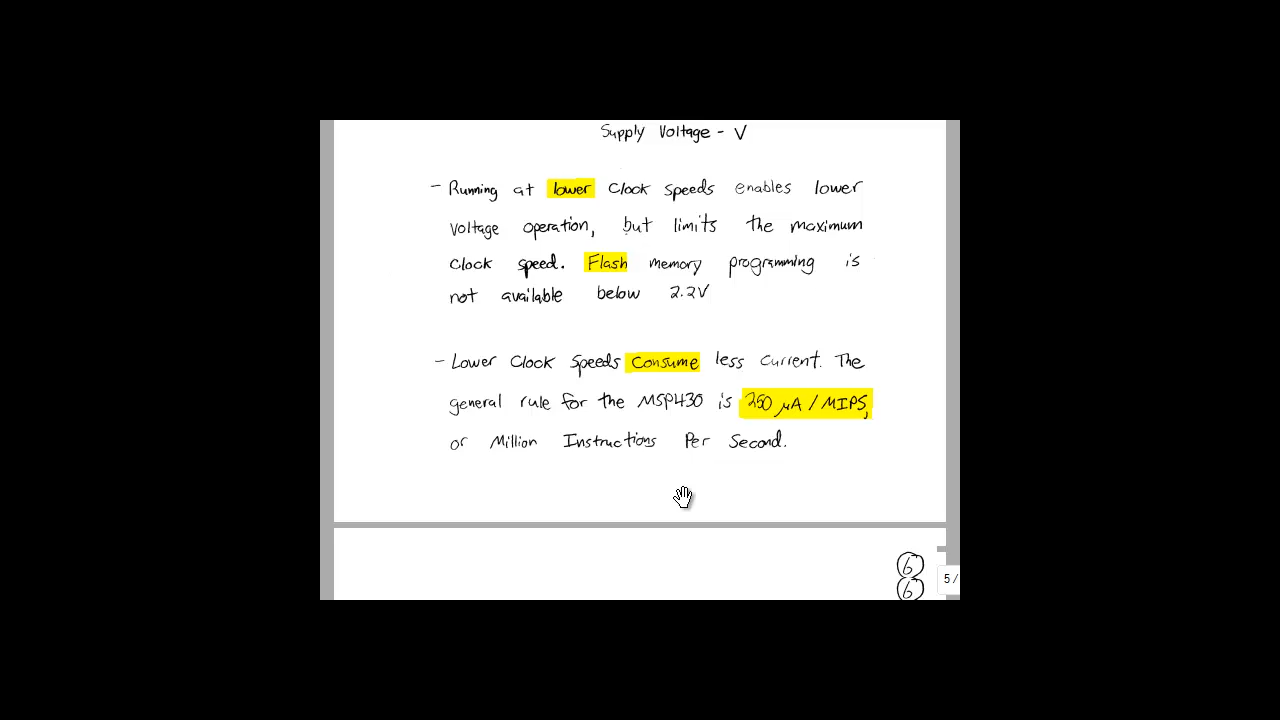 Supply Voltage - V
- Running at lower Clock speeds enables lower
Voltage operation, but limits the maximum
Clock speed. Flash memory programming is
not available below 2.2V
- Lower Clock Speeds Consume less Current. The
general rule for the MSP430 is 250 µA / MIPS,
or Million Instructions Per Second.
6
5 /
6